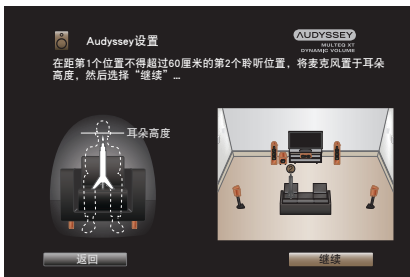 Audyssey设置
AUDYSSEY
MULTEQ XT
DYNAMIC VOLUME
在距第1个位置不得超过60厘米的第2个聆听位置，将麦克风置于耳朵
高度，然后选择“继续”...
耳朵高度
返回
继续